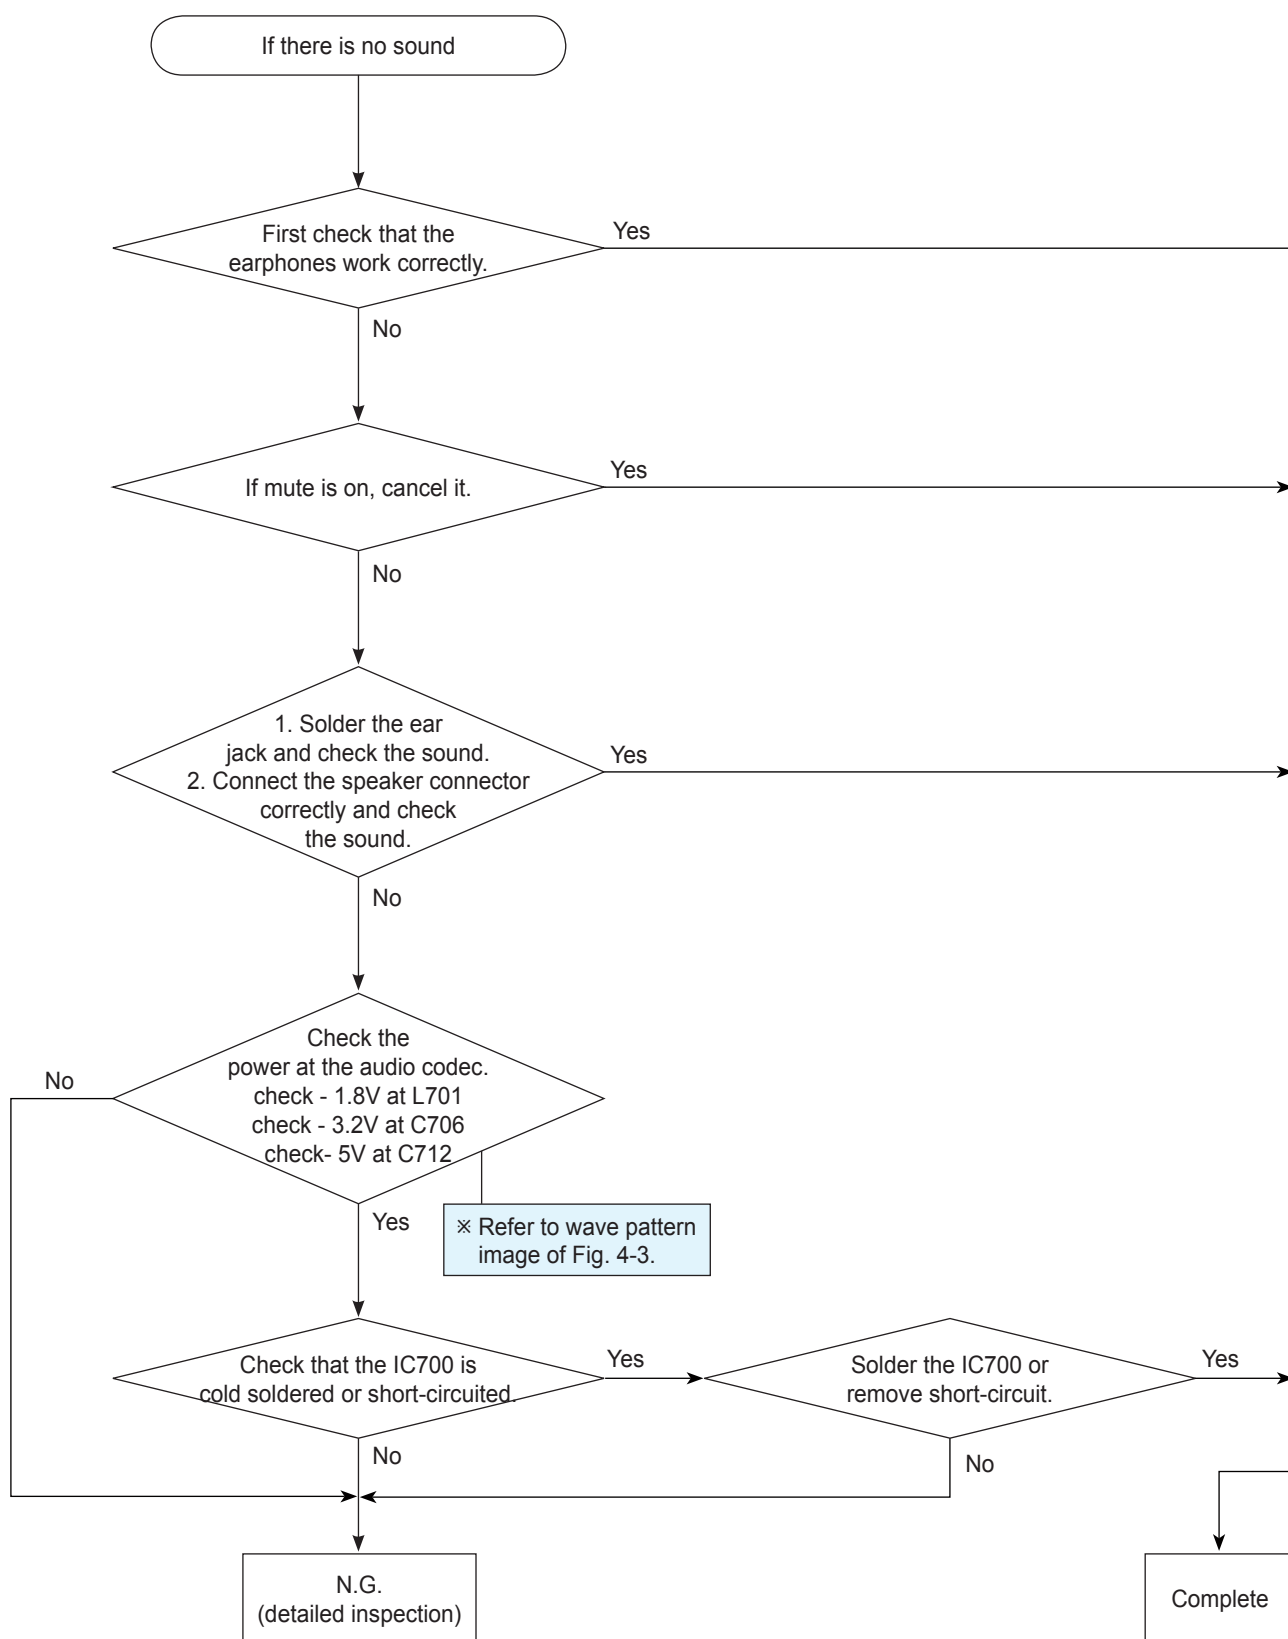 If there is no sound
First check that the
earphones work correctly.
Yes
No
If mute is on, cancel it.
Yes
No
1. Solder the ear
jack and check the sound.
2. Connect the speaker connector
correctly and check
the sound.
Yes
No
Check the
power at the audio codec.
check - 1.8V at L701
check - 3.2V at C706
check- 5V at C712
No
Yes
※ Refer to wave pattern
image of Fig. 4-3.
Check that the IC700 is
cold soldered or short-circuited.
Yes
No
Solder the IC700 or
remove short-circuit.
Yes
No
N.G.
(detailed inspection)
Complete